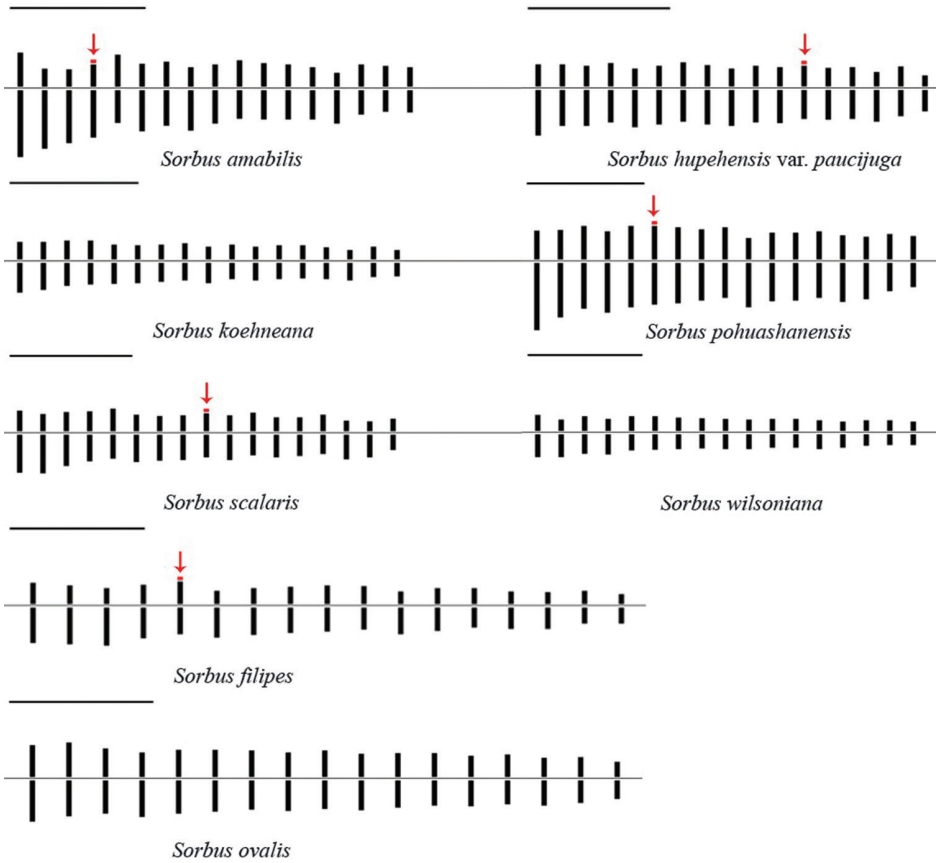 Sorbus amabilis
Sorbus hupehensis var. paucijuga
Sorbus koehneana
Sorbus pohuashanensis
Sorbus scalaris
Sorbus wilsoniana
Sorbus filipes
Sorbus ovalis